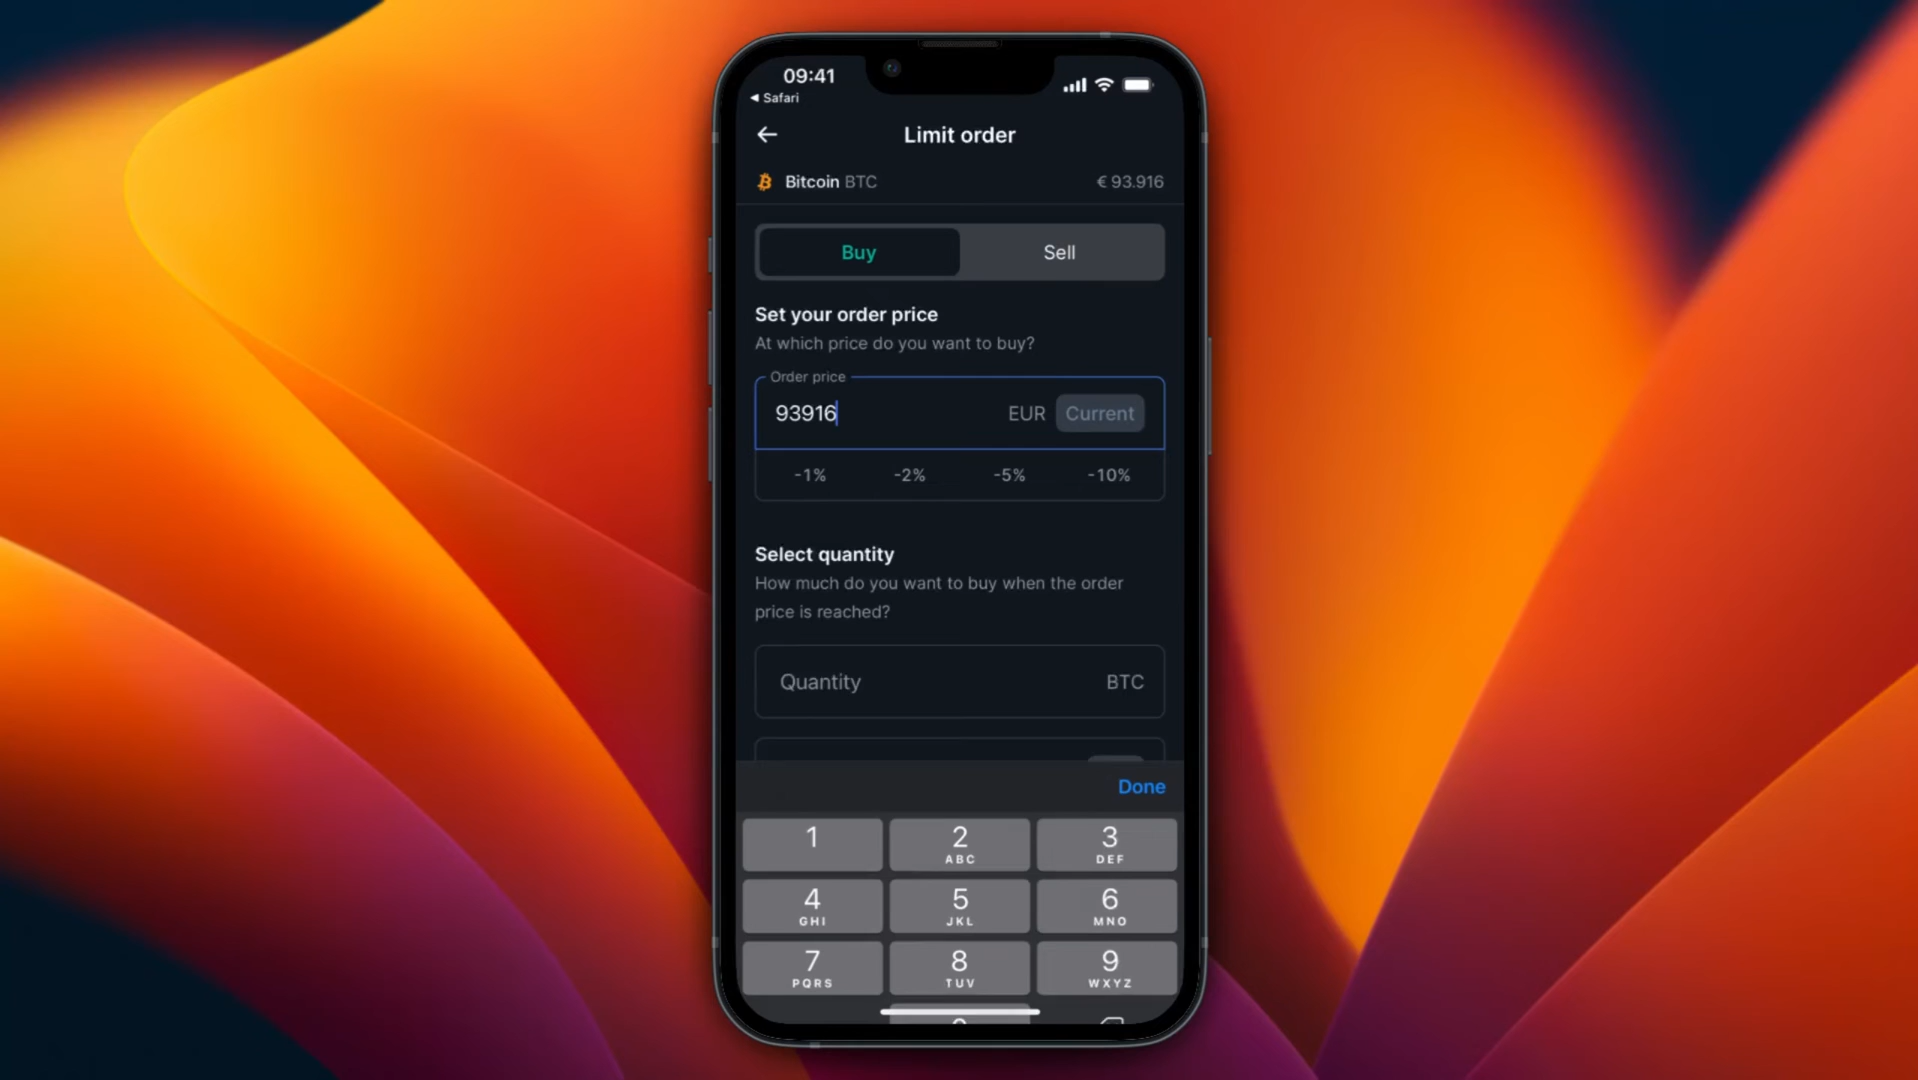 09:41
◀ Safari
Limit order
Bitcoin BTC
€ 93.916
Buy
Sell
Set your order price
At which price do you want to buy?
Order price
93916
EUR
Current
-1%
-2%
-5%
-10%
Select quantity
How much do you want to buy when the order
price is reached?
Quantity
BTC
Done
1
2
ABC
3
DEF
4
GHI
5
JKL
6
MNO
7
PQRS
8
TUV
9
WXYZ